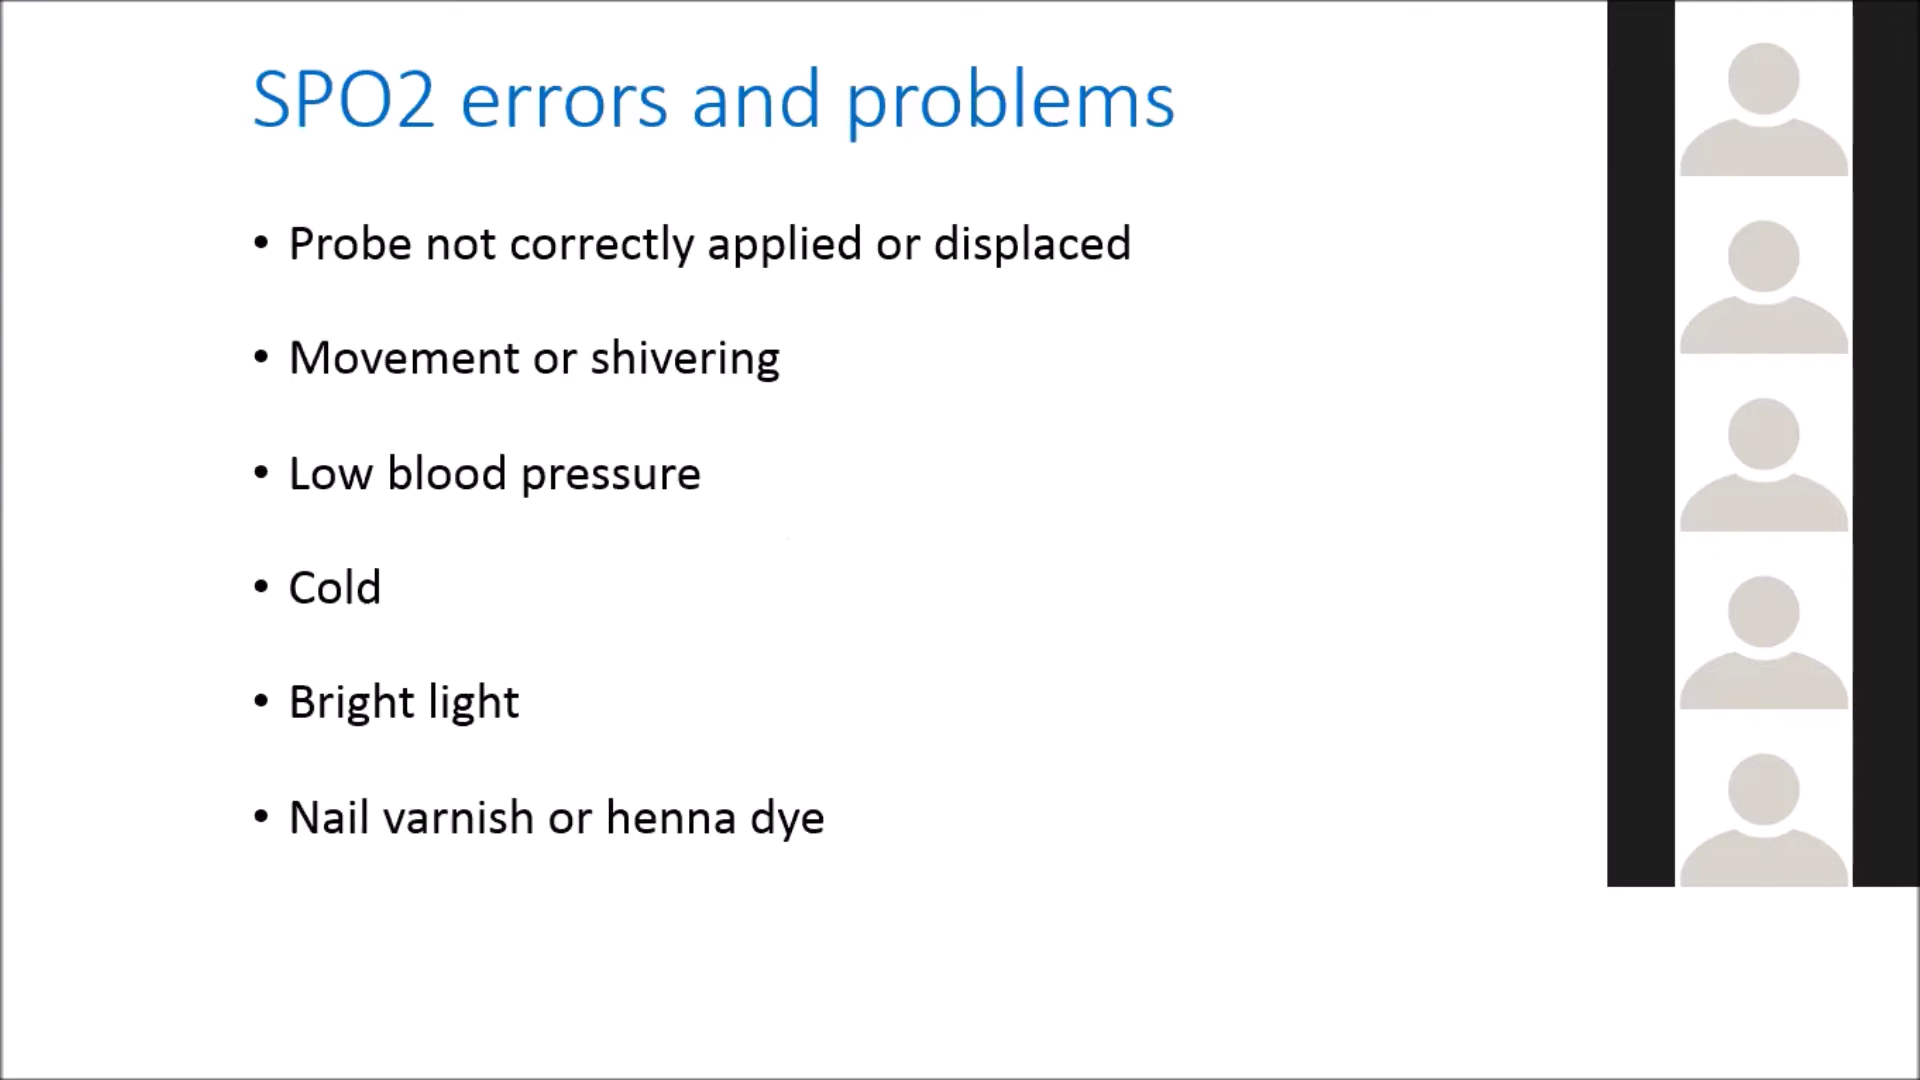 SPO2 errors and problems
• Probe not correctly applied or displaced
• Movement or shivering
• Low blood pressure
• Cold
• Bright light
• Nail varnish or henna dye